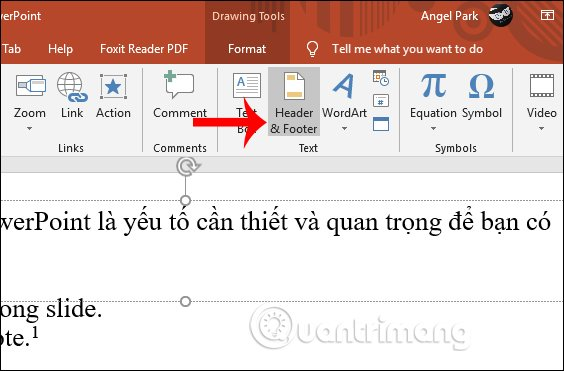 werPoint
Drawing Tools
Angel Park
Tab
Foxit Reader PDF
Format
Tell me what you want to do
Zoom
Link
Action
Comment
Text
Box
Header
& Footer
WordArt
Equation
Symbol
Video
Links
Comments
Text
Symbols
werPoint là yếu tố cần thiết và quan trọng để bạn có
ong slide.
ote.1
Quantrimang